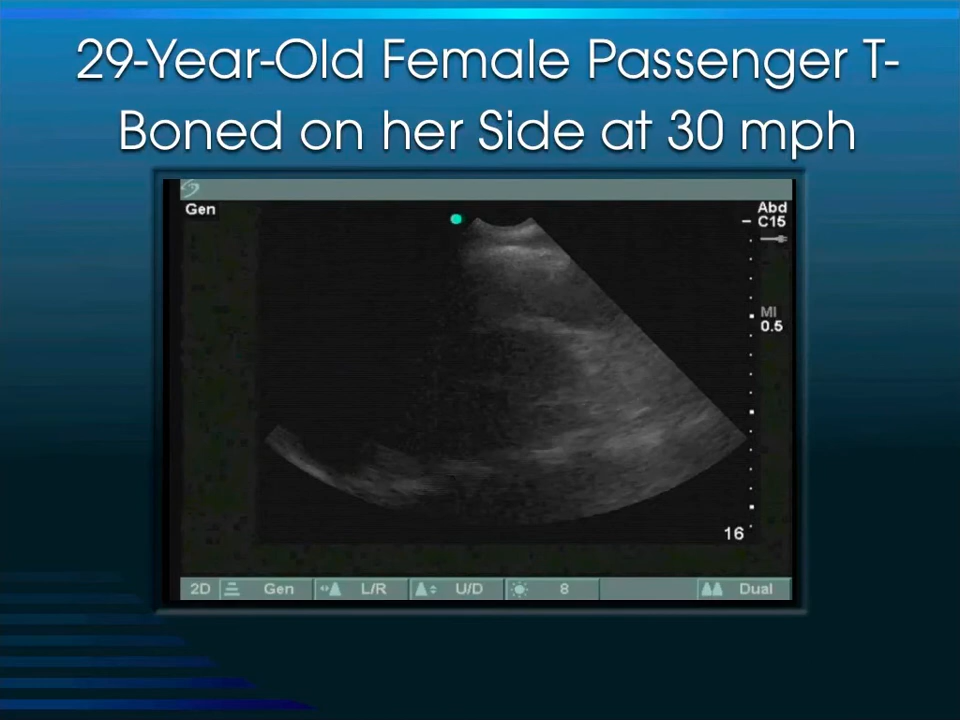 29-Year-Old Female Passenger T-
Boned on her Side at 30 mph
Gen
Abd
C15
MI
0.5
16
2D Gen L/R U/D 8 Dual